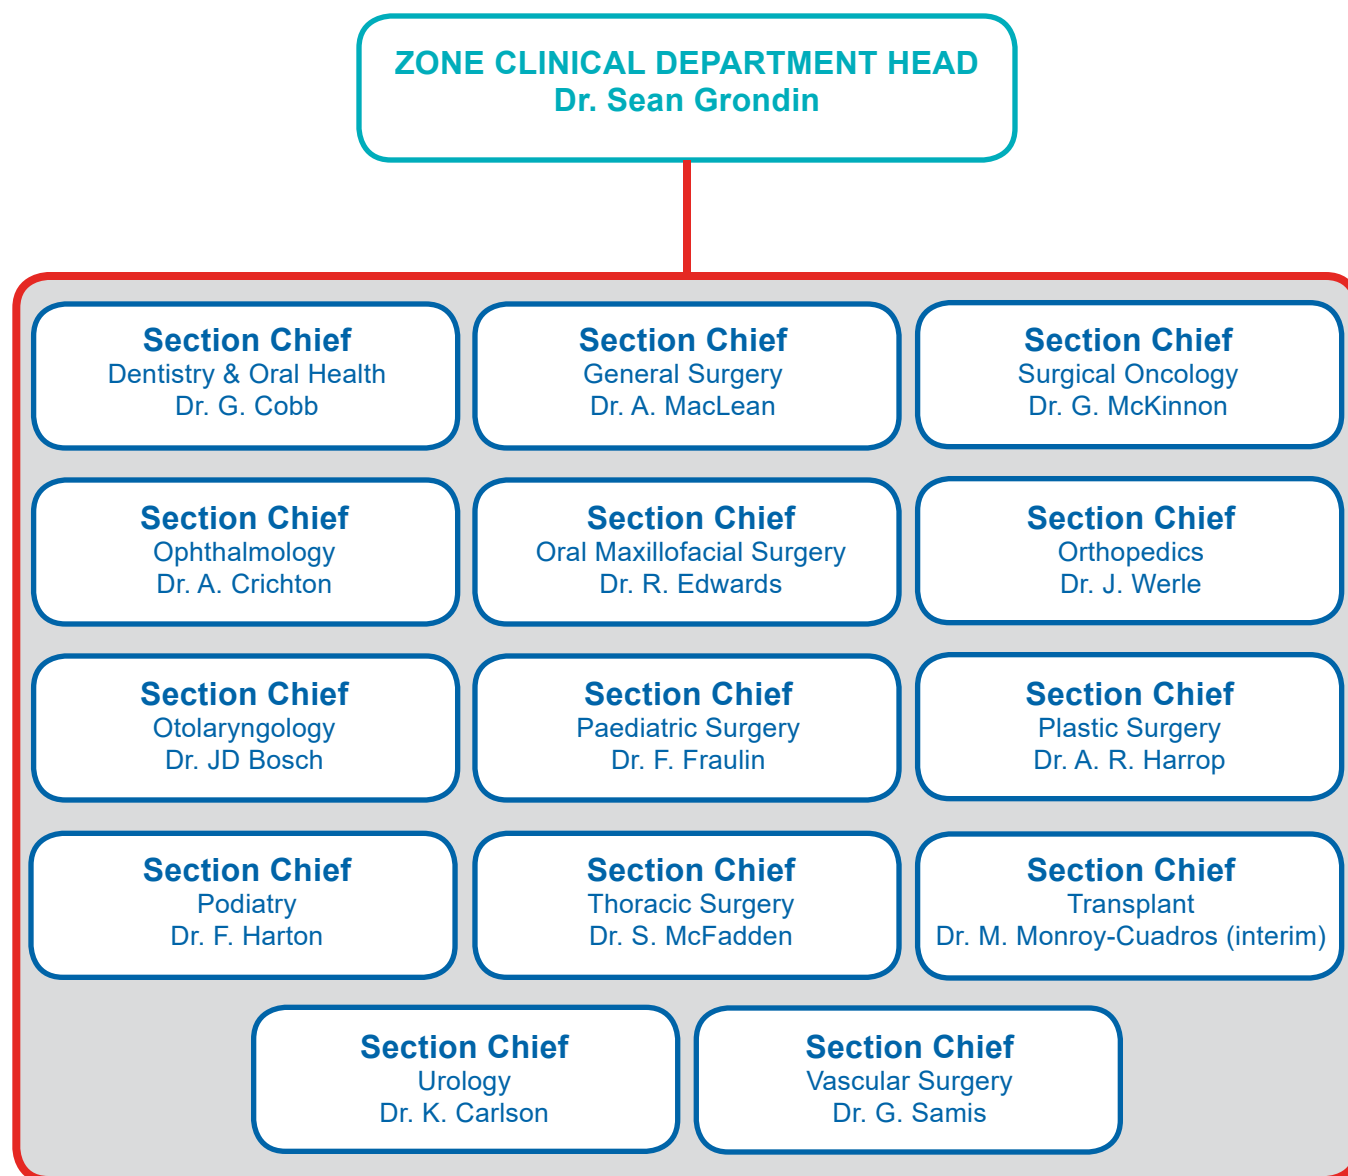 ZONE CLINICAL DEPARTMENT HEAD
Dr. Sean Grondin
Section Chief
Dentistry & Oral Health
Dr. G. Cobb
Section Chief
General Surgery
Dr. A. MacLean
Section Chief
Surgical Oncology
Dr. G. McKinnon
Section Chief
Ophthalmology
Dr. A. Crichton
Section Chief
Oral Maxillofacial Surgery
Dr. R. Edwards
Section Chief
Orthopedics
Dr. J. Werle
Section Chief
Otolaryngology
Dr. JD Bosch
Section Chief
Paediatric Surgery
Dr. F. Fraulin
Section Chief
Plastic Surgery
Dr. A. R. Harrop
Section Chief
Podiatry
Dr. F. Harton
Section Chief
Thoracic Surgery
Dr. S. McFadden
Section Chief
Transplant
Dr. M. Monroy-Cuadros (interim)
Section Chief
Urology
Dr. K. Carlson
Section Chief
Vascular Surgery
Dr. G. Samis